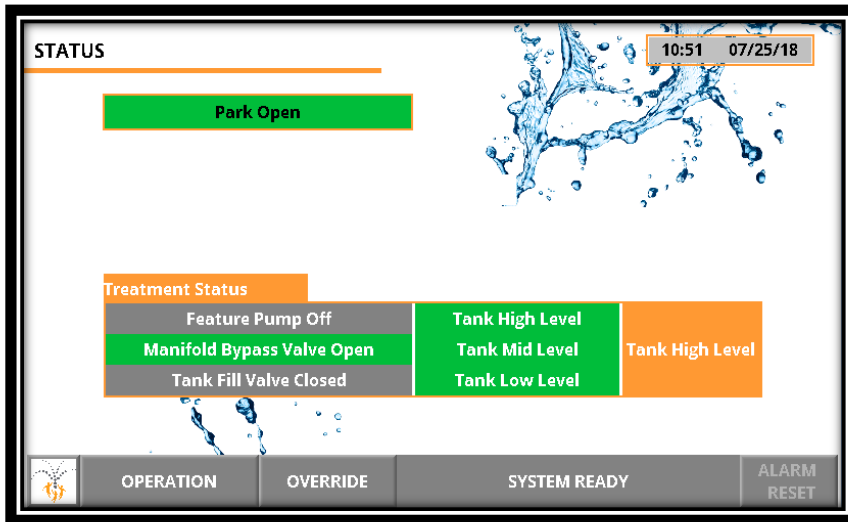 STATUS
10:51 07/25/18
Park Open
Treatment Status
Feature Pump Off
Manifold Bypass Valve Open
Tank Fill Valve Closed
Tank High Level
Tank Mid Level
Tank Low Level
Tank High Level
OPERATION
OVERRIDE
SYSTEM READY
ALARM
RESET